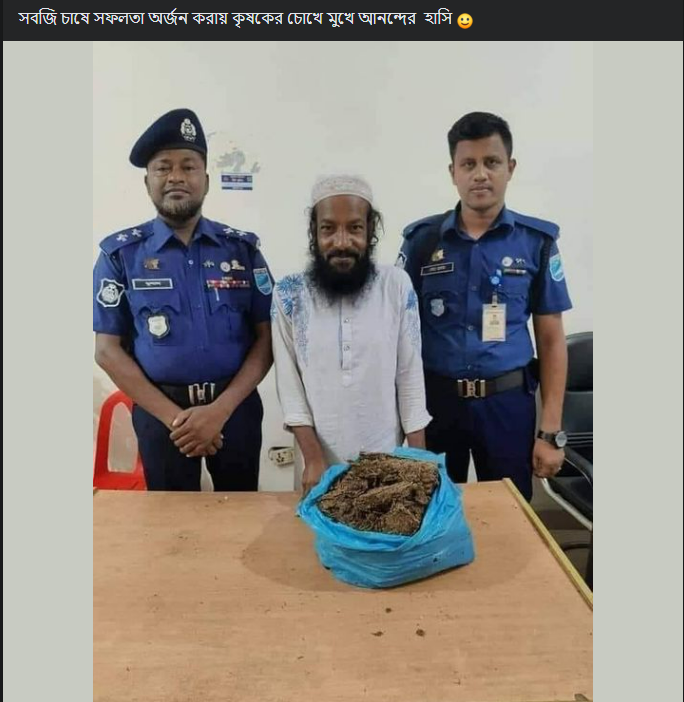 সবজি চাষে সফলতা অর্জন করায় কৃষকের চোখে মুখে আনন্দের হাসি 🙂